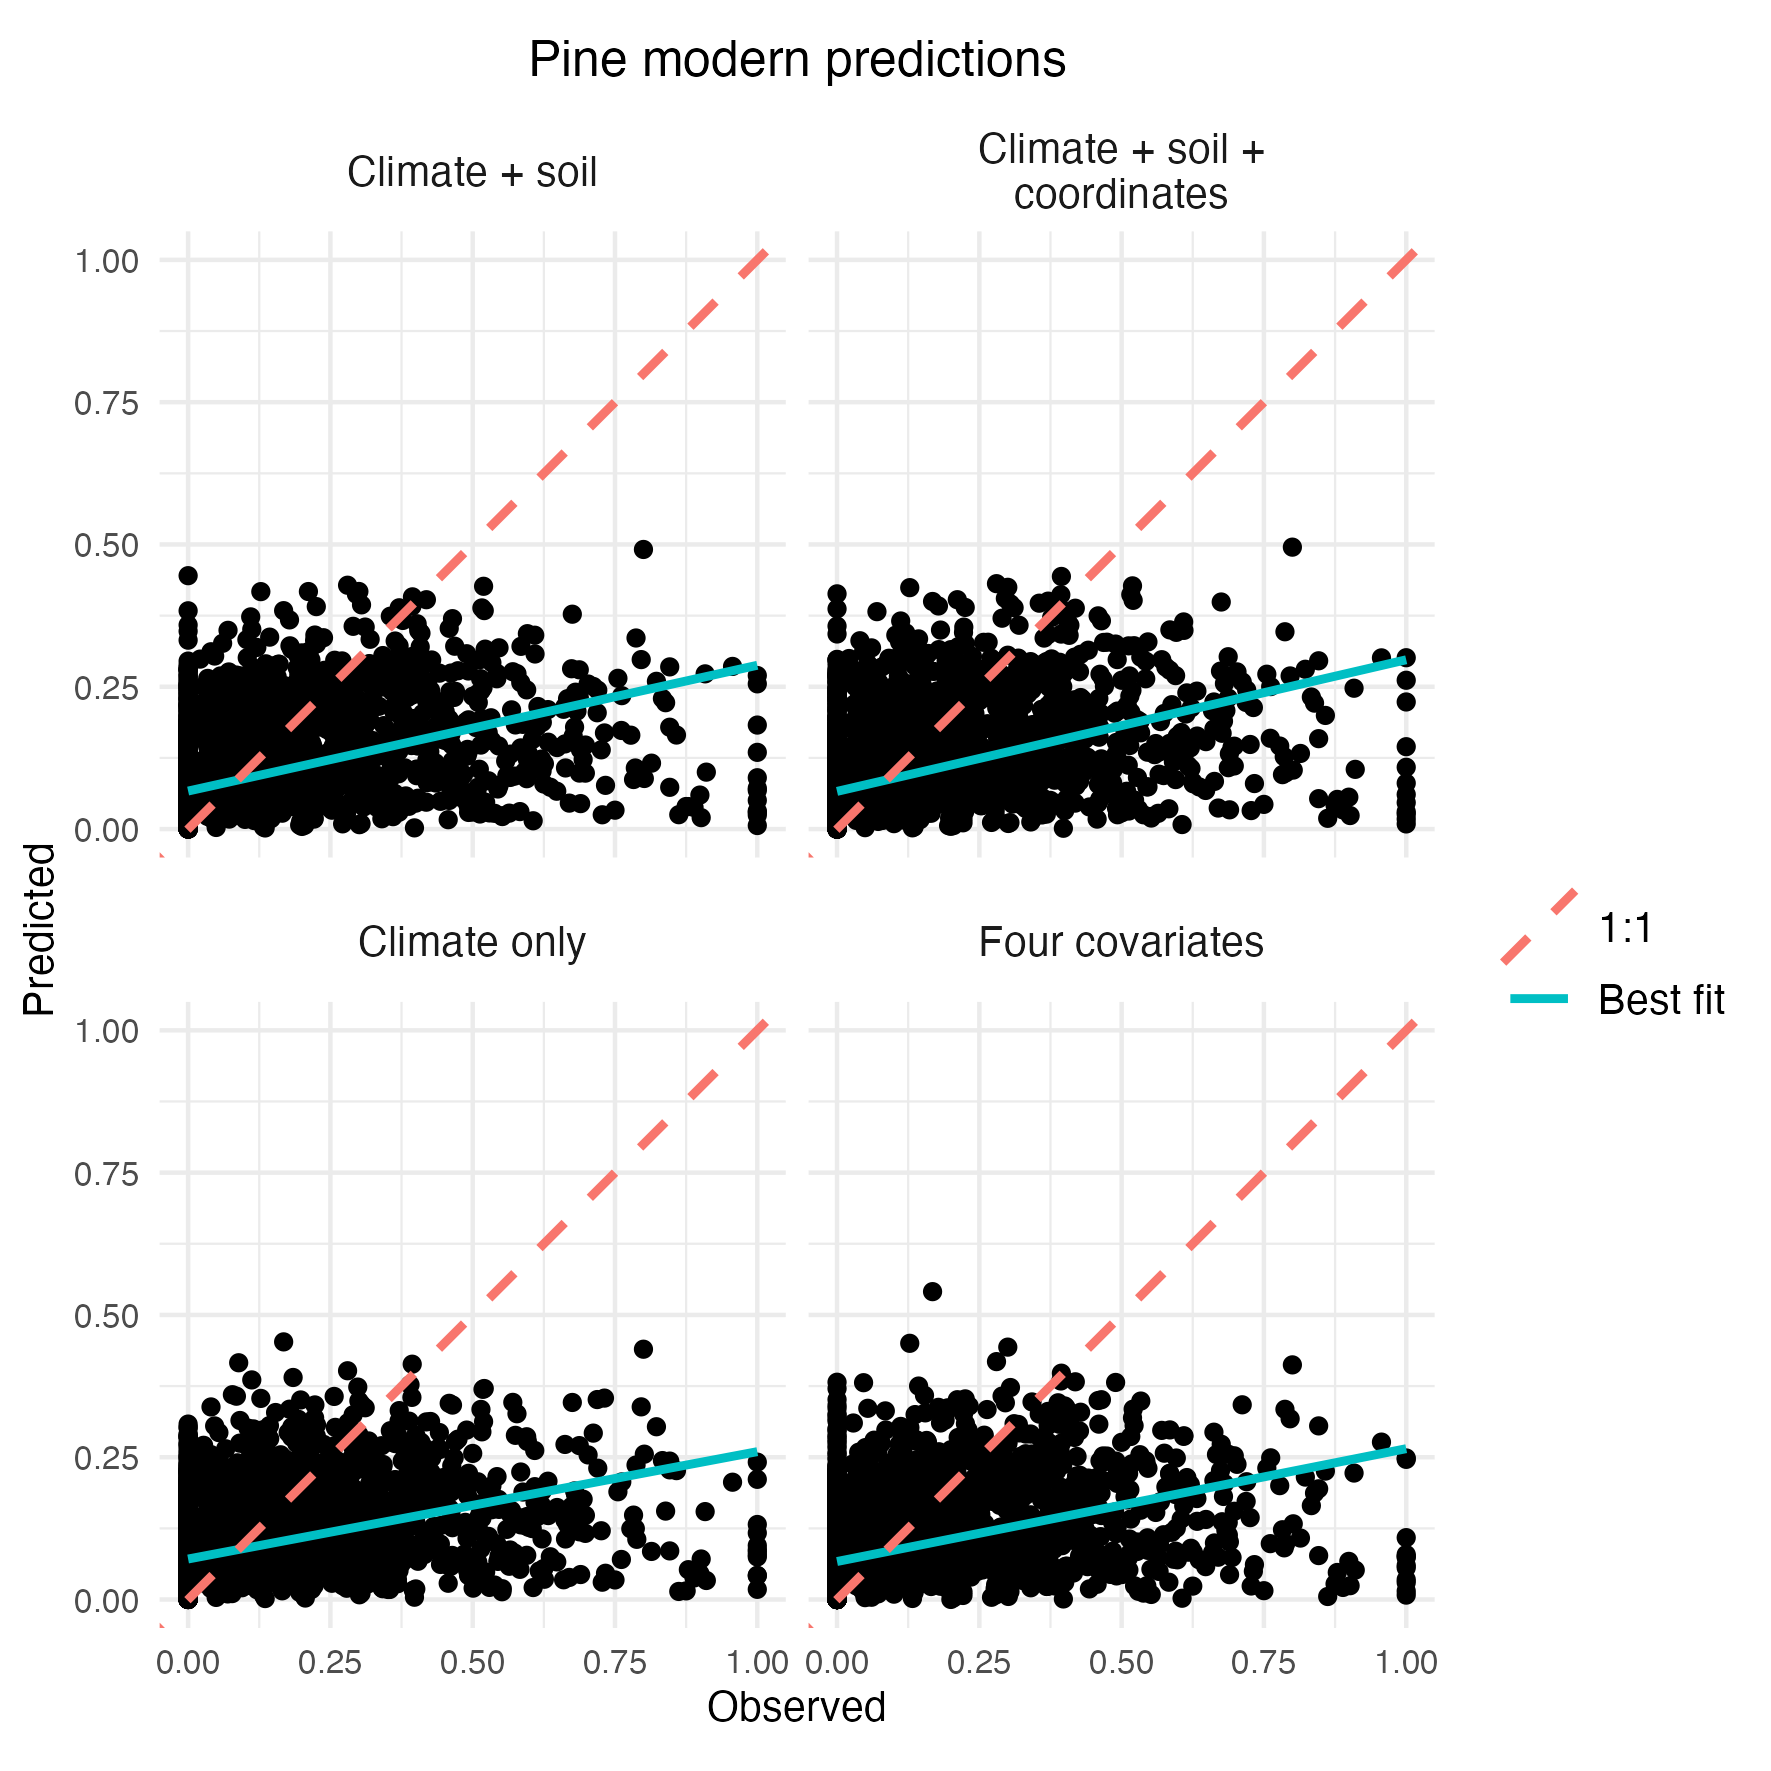 Pine modern predictions
Climate + soil
Climate + soil +
coordinates
1.00
0.75
0.50
0.25
0.00
Climate only
Four covariates
1.00
0.75
0.50
0.25
0.00
0.00 0.25 0.50 0.75 1.00
0.00 0.25 0.50 0.75 1.00
Observed
Predicted
1:1
Best fit